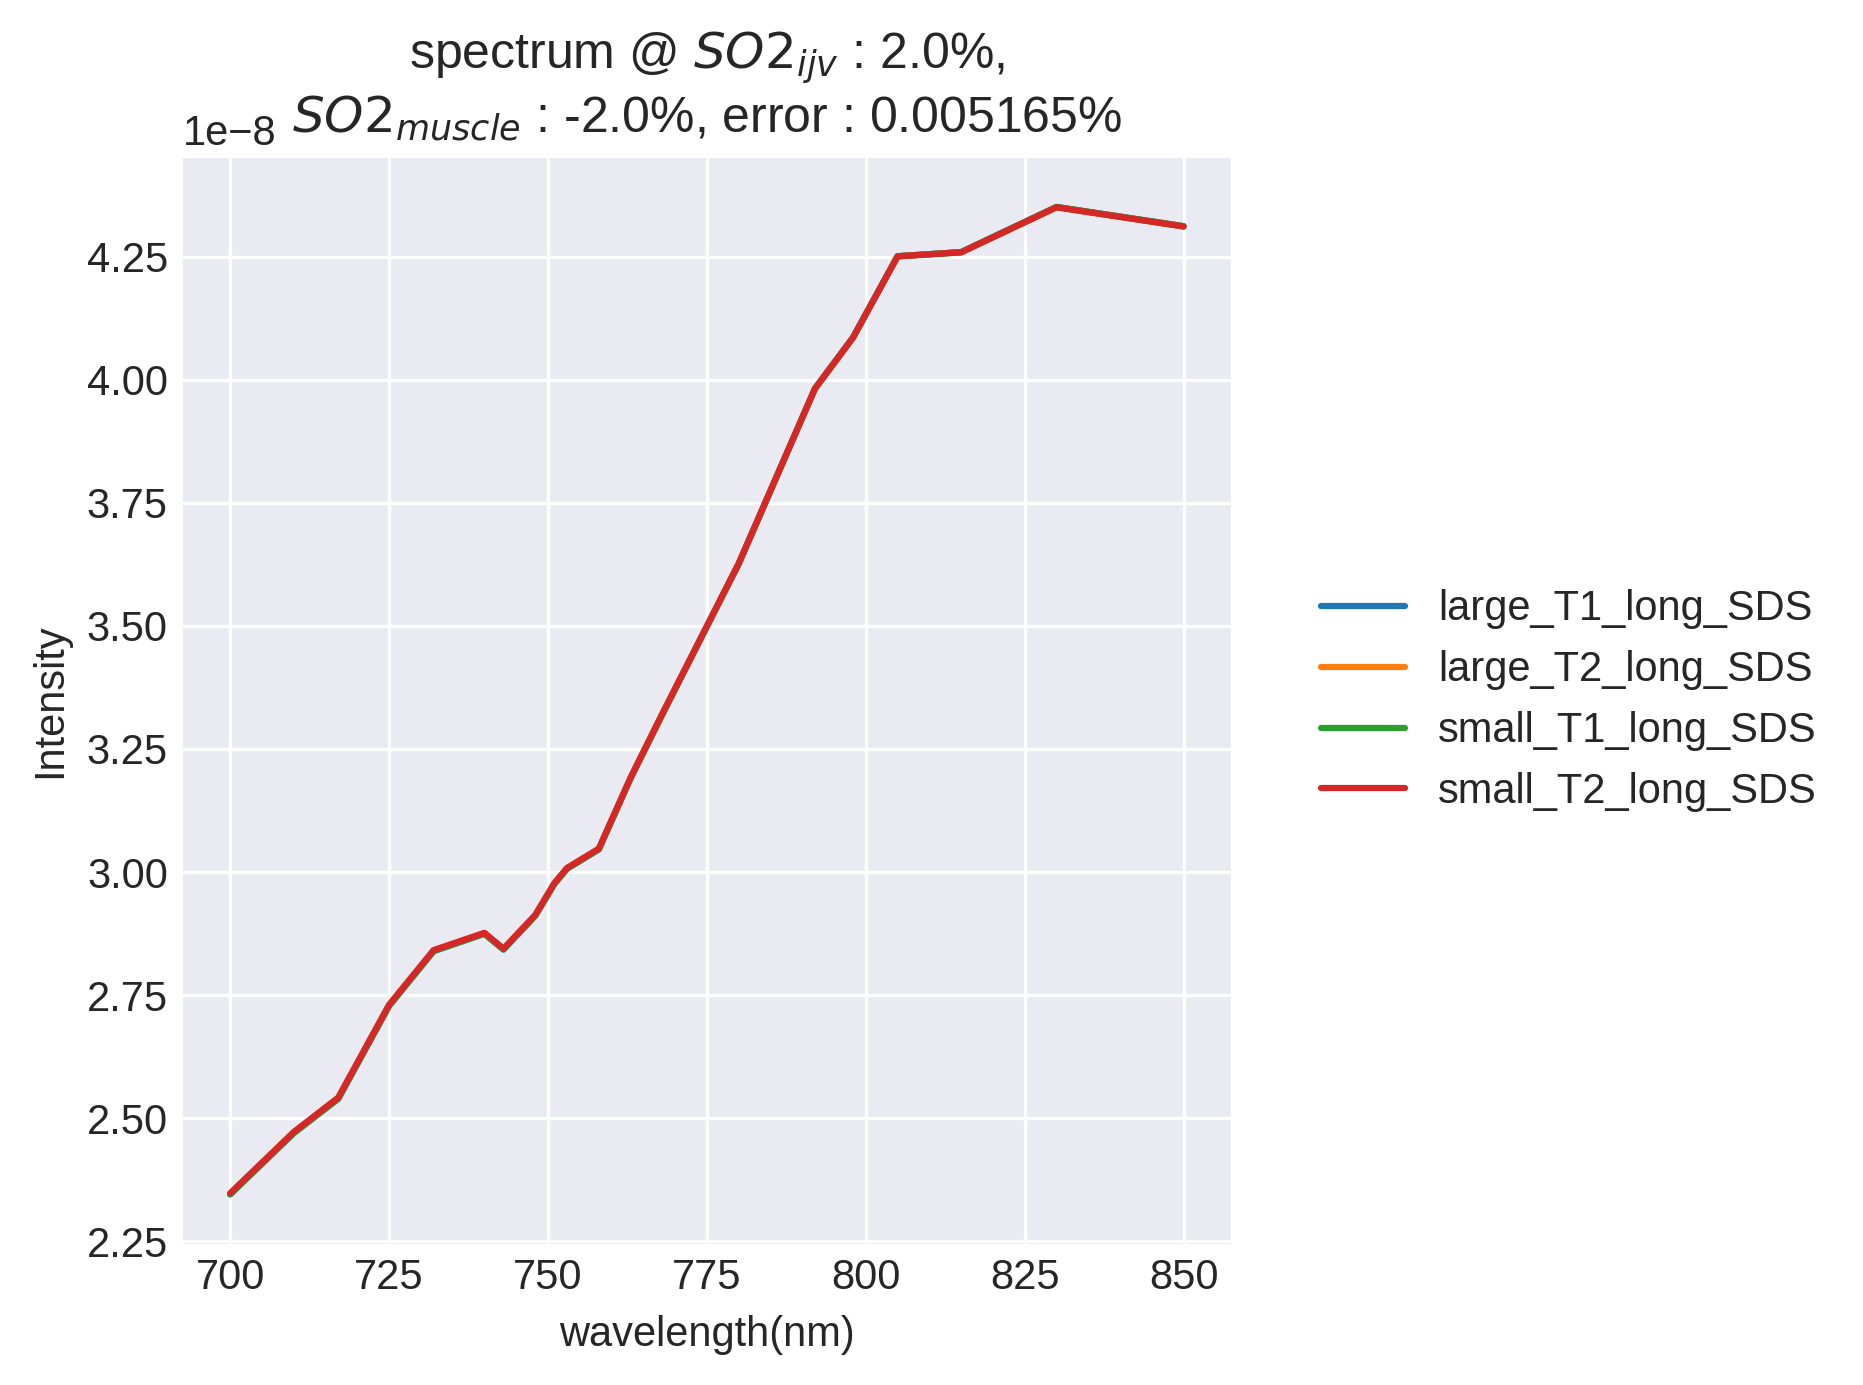 spectrum @ SO2ijv : 2.0%,
SO2muscle : -2.0%, error : 0.005165%
1e−8
4.25
4.00
3.75
3.50
3.25
3.00
2.75
2.50
2.25
Intensity
700 725 750 775 800 825 850
wavelength(nm)
large_T1_long_SDS
large_T2_long_SDS
small_T1_long_SDS
small_T2_long_SDS